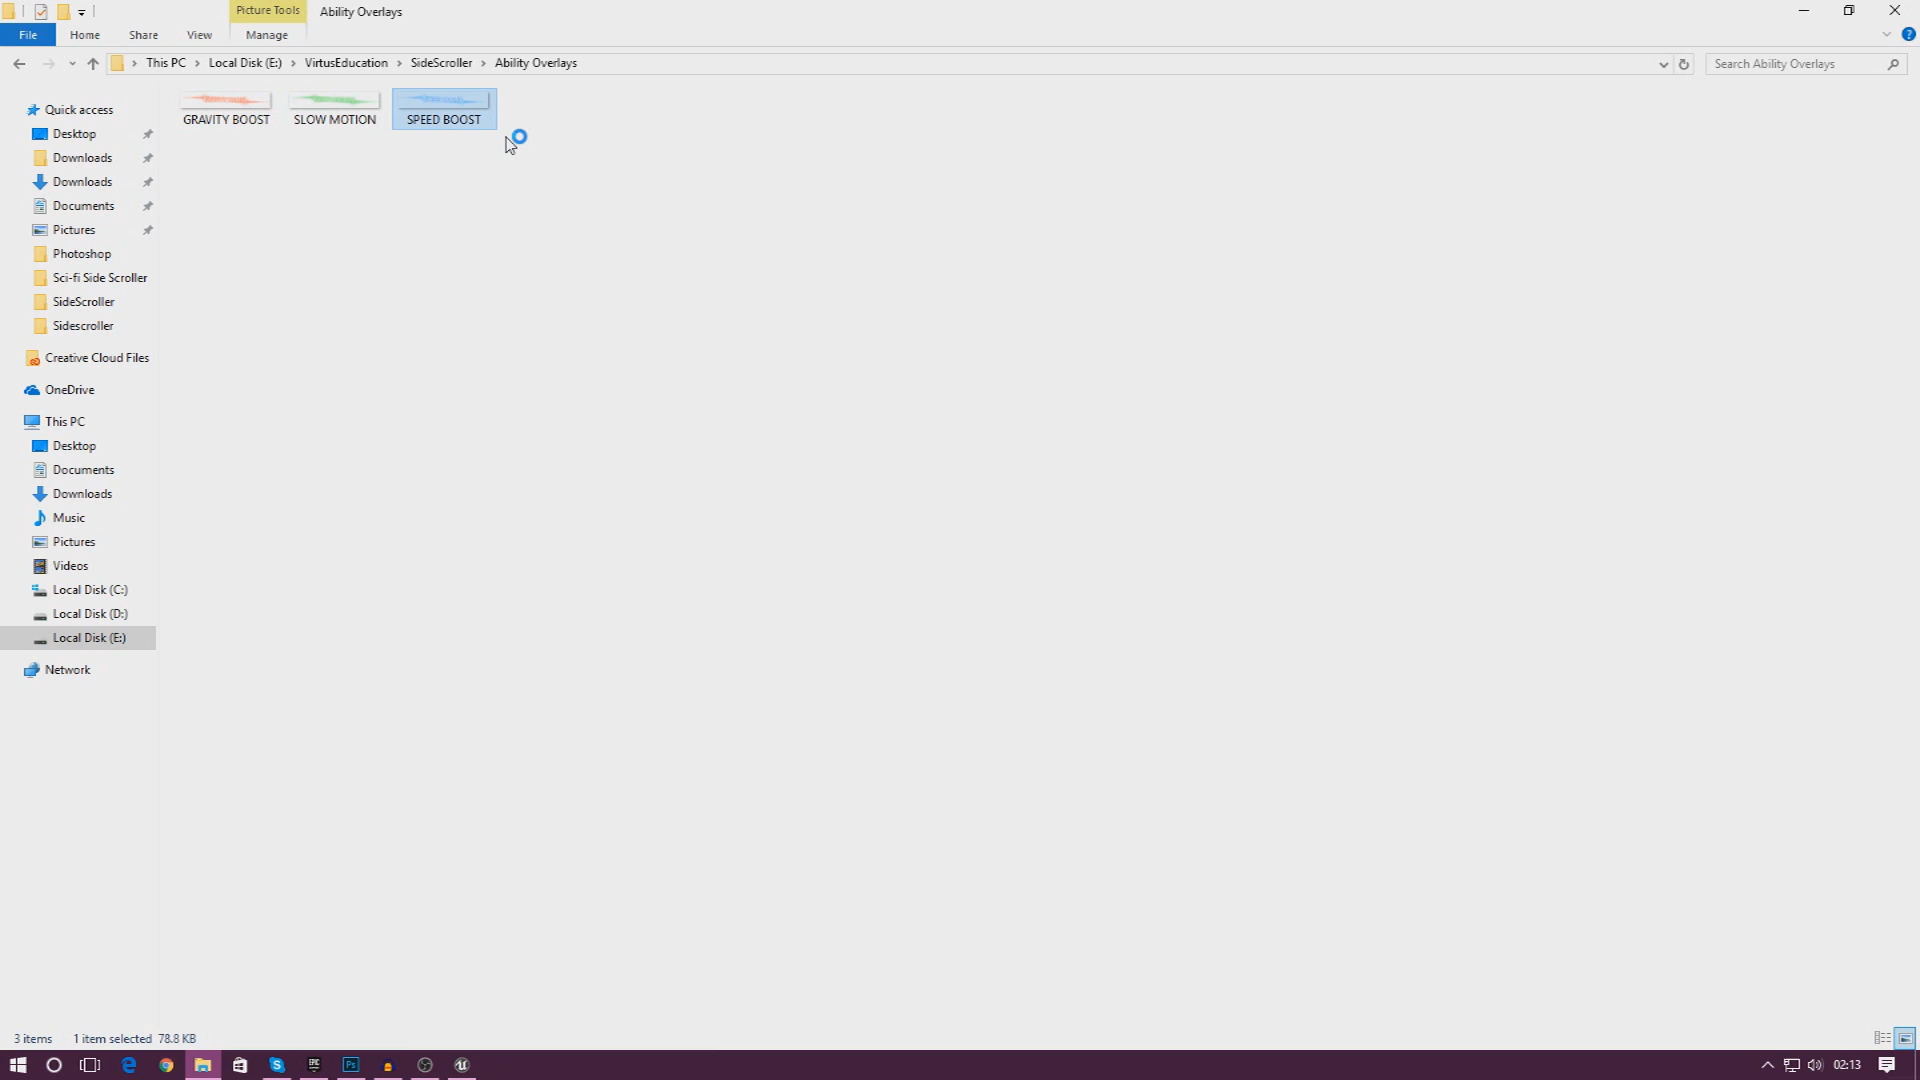 Picture Tools
Ability Overlays
File
Home
Share
View
Manage
This PC
Local Disk (E:)
VirtusEducation
SideScroller
Ability Overlays
Search Ability Overlays
Quick access
Desktop
Downloads
Downloads
Documents
Pictures
Photoshop
Sci-fi Side Scroller
SideScroller
Sidescroller
Creative Cloud Files
OneDrive
This PC
Desktop
Documents
Downloads
Music
Pictures
Videos
Local Disk (C:)
Local Disk (D:)
Local Disk (E:)
Network
GRAVITY BOOST
SLOW MOTION
SPEED BOOST
3 items
1 item selected 78.8 KB
EPIC
Ps
02:13